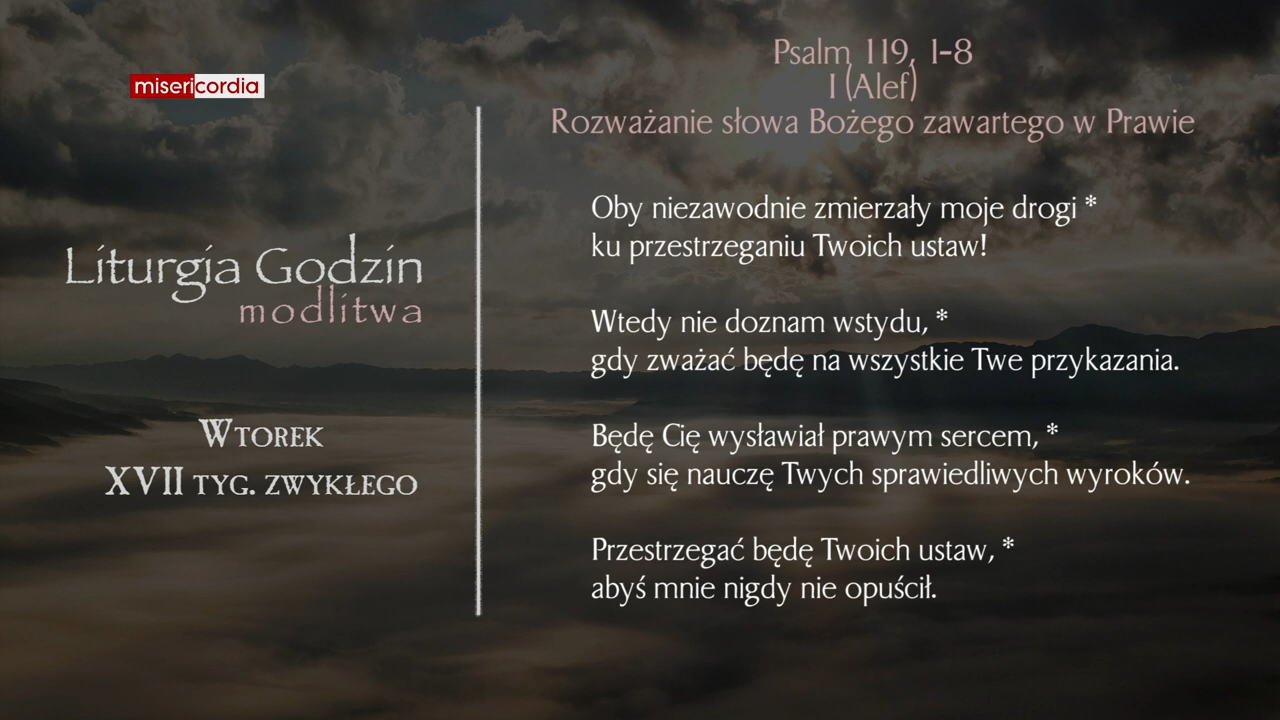 misericordia
Liturgia Godzin
modlitwa
Wtorek
XVII tyg. zwykłego
Psalm 119, 1-8
I (Alef)
Rozważanie słowa Bożego zawartego w Prawie
Oby niezawodnie zmierzały moje drogi *
ku przestrzeganiu Twoich ustaw!
Wtedy nie doznam wstydu, *
gdy zważać będę na wszystkie Twe przykazania.
Będę Cię wysławiał prawym sercem, *
gdy się nauczę Twych sprawiedliwych wyroków.
Przestrzegać będę Twoich ustaw, *
abyś mnie nigdy nie opuścił.